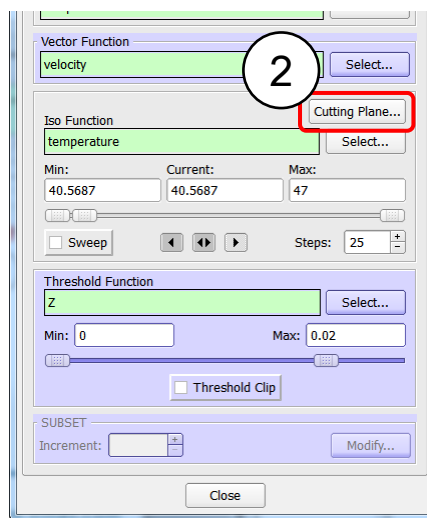 Vector Function
velocity
Select...
2
Cutting Plane...
Iso Function
temperature
Select...
Min: Current: Max:
40.5687 40.5687 47
Sweep Steps: 25 + -
Threshold Function
Z
Select...
Min: 0 Max: 0.02
Threshold Clip
SUBSET
Increment: + - Modify...
Close